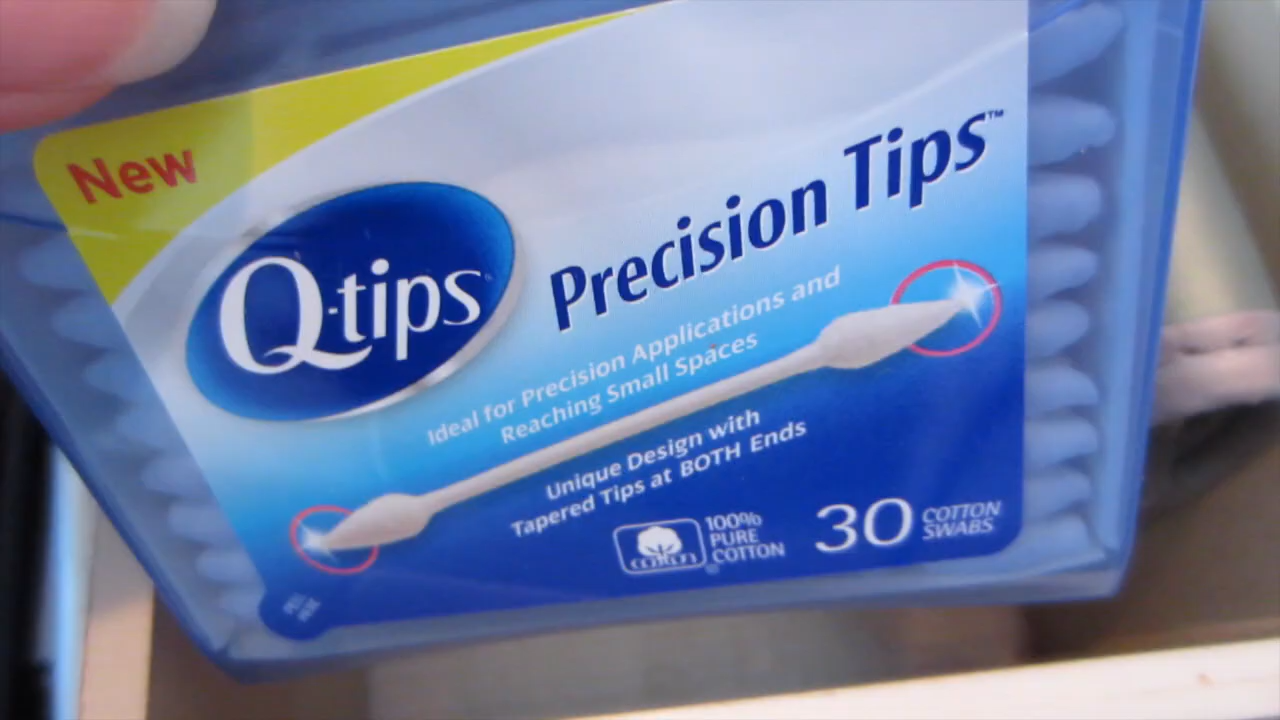 New
Q-tips
Precision Tips™
Ideal for Precision Applications and
Reaching Small Spaces
Unique Design with
Tapered Tips at BOTH Ends
cotton
100%
PURE
COTTON
®
30 COTTON
SWABS